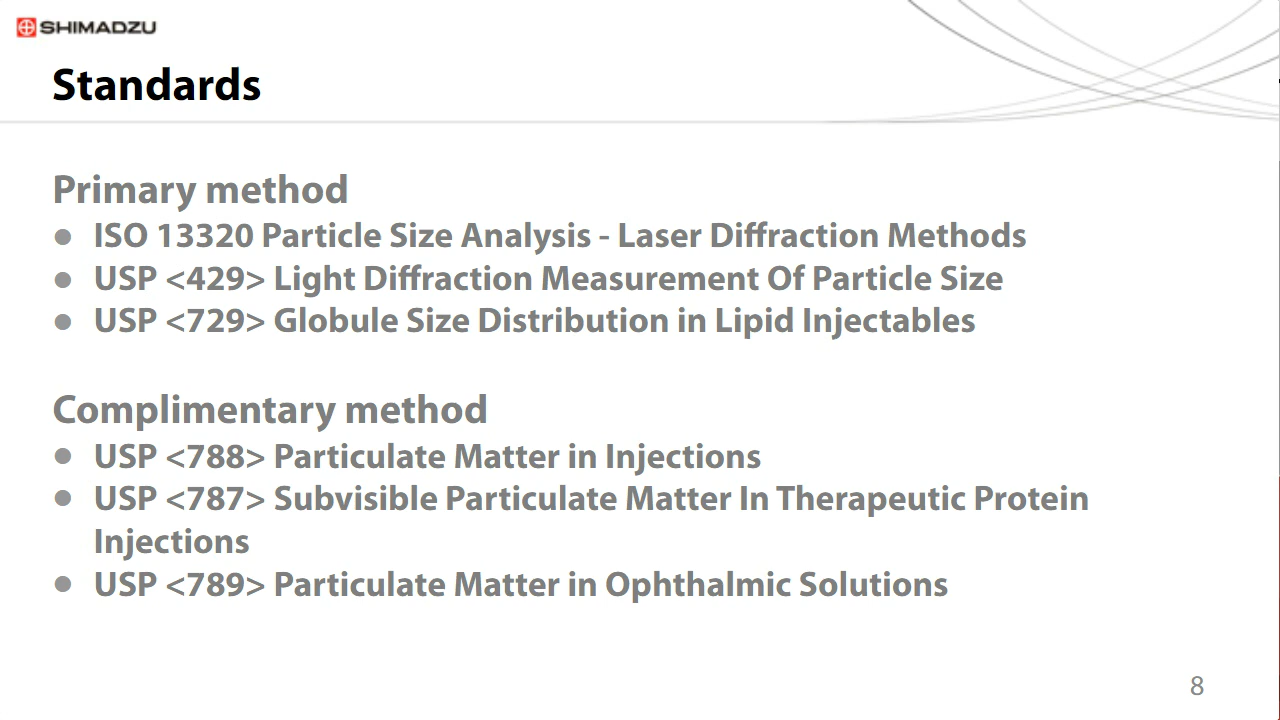 SHIMADZU
Standards
Primary method
● ISO 13320 Particle Size Analysis - Laser Diffraction Methods
● USP <429> Light Diffraction Measurement Of Particle Size
● USP <729> Globule Size Distribution in Lipid Injectables
Complimentary method
● USP <788> Particulate Matter in Injections
● USP <787> Subvisible Particulate Matter In Therapeutic Protein
Injections
● USP <789> Particulate Matter in Ophthalmic Solutions
8